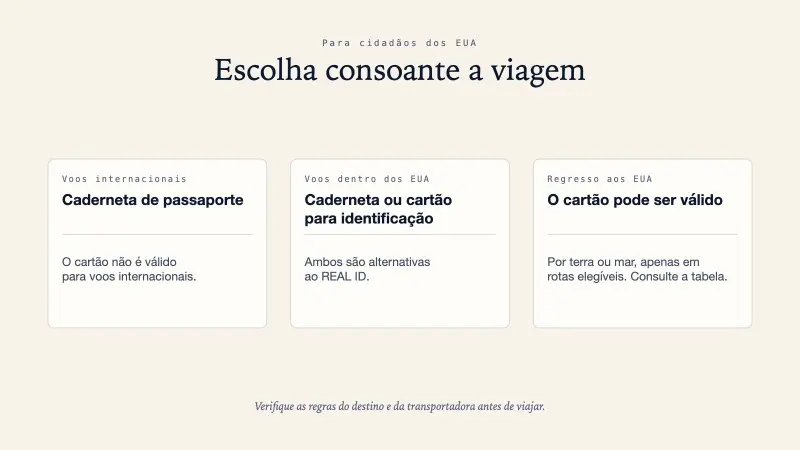 Para cidadãos dos EUA
Escolha consoante a viagem
Voos internacionais
Caderneta de passaporte
O cartão não é válido
para voos internacionais.
Voos dentro dos EUA
Caderneta ou cartão
para identificação
Ambos são alternativas
ao REAL ID.
Regresso aos EUA
O cartão pode ser válido
Por terra ou mar, apenas em
rotas elegíveis. Consulte a tabela.
Verifique as regras do destino e da transportadora antes de viajar.